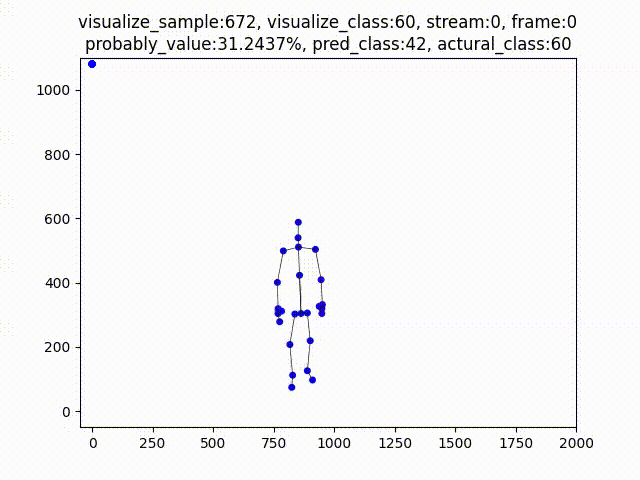 visualize_sample:672, visualize_class:60, stream:0, frame:0
probably_value:31.2437%, pred_class:42, actural_class:60
1000
800
600
400
200
0
0 250 500 750 1000 1250 1500 1750 2000